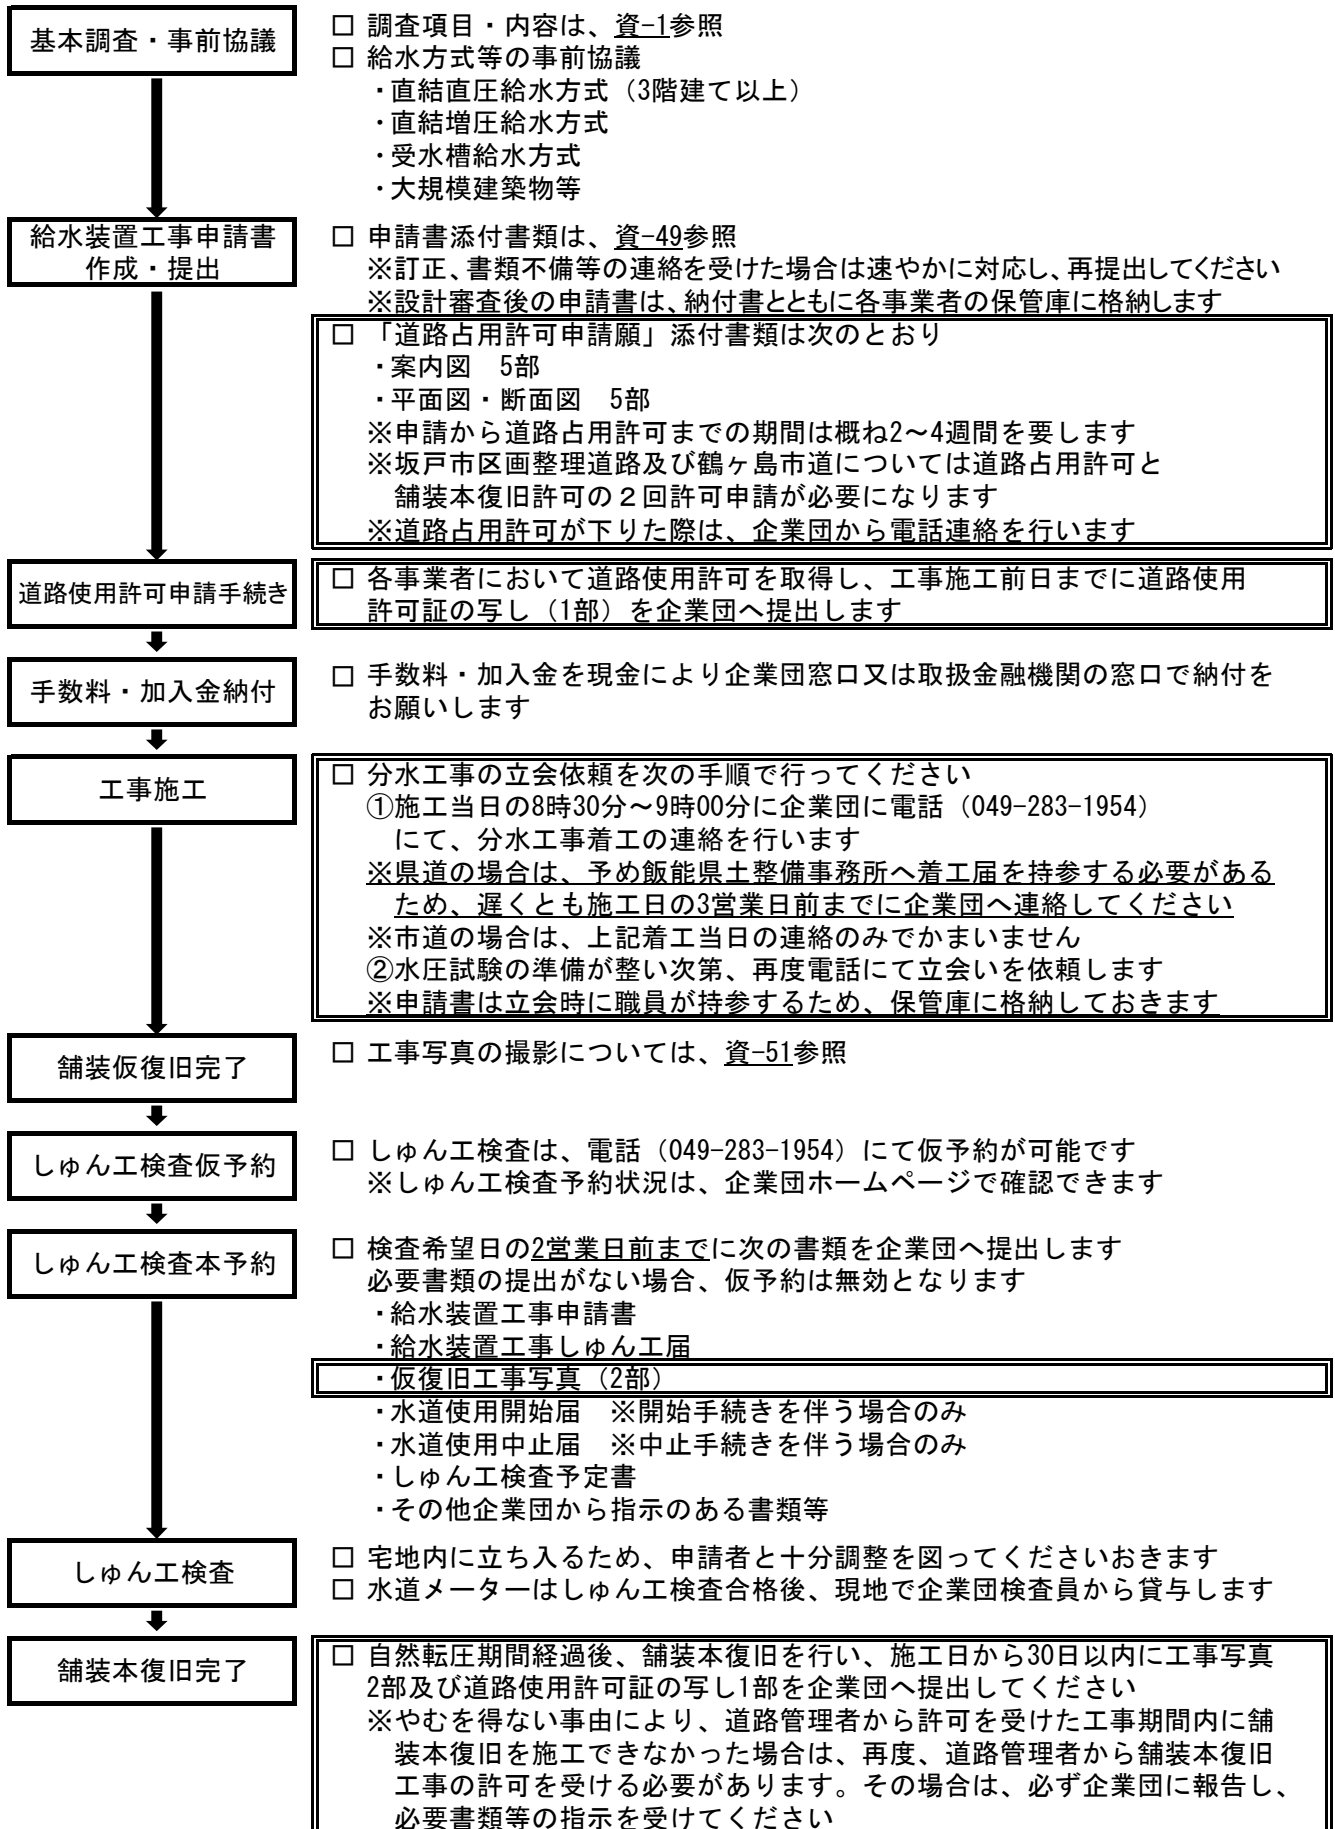 基本調査・事前協議
□ 調査項目・内容は、資-1参照
□ 給水方式等の事前協議
・直結直圧給水方式（3階建て以上）
・直結増圧給水方式
・受水槽給水方式
・大規模建築物等
給水装置工事申請書
作成・提出
□ 申請書添付書類は、資-49参照
※訂正、書類不備等の連絡を受けた場合は速やかに対応し、再提出してください
※設計審査後の申請書は、納付書とともに各事業者の保管庫に格納します
□ 「道路占用許可申請願」添付書類は次のとおり
・案内図　5部
・平面図・断面図　5部
※申請から道路占用許可までの期間は概ね2～4週間を要します
※坂戸市区画整理道路及び鶴ヶ島市道については道路占用許可と
舗装本復旧許可の２回許可申請が必要になります
※道路占用許可が下りた際は、企業団から電話連絡を行います
道路使用許可申請手続き
□ 各事業者において道路使用許可を取得し、工事施工前日までに道路使用
許可証の写し（1部）を企業団へ提出します
手数料・加入金納付
□ 手数料・加入金を現金により企業団窓口又は取扱金融機関の窓口で納付を
お願いします
工事施工
□ 分水工事の立会依頼を次の手順で行ってください
①施工当日の8時30分～9時00分に企業団に電話（049-283-1954）
にて、分水工事着工の連絡を行います
※県道の場合は、予め飯能県土整備事務所へ着工届を持参する必要がある
ため、遅くとも施工日の3営業日前までに企業団へ連絡してください
※市道の場合は、上記着工当日の連絡のみでかまいません
②水圧試験の準備が整い次第、再度電話にて立会いを依頼します
※申請書は立会時に職員が持参するため、保管庫に格納しておきます
舗装仮復旧完了
□ 工事写真の撮影については、資-51参照
しゅん工検査仮予約
□ しゅん工検査は、電話（049-283-1954）にて仮予約が可能です
※しゅん工検査予約状況は、企業団ホームページで確認できます
しゅん工検査本予約
□ 検査希望日の2営業日前までに次の書類を企業団へ提出します
必要書類の提出がない場合、仮予約は無効となります
・給水装置工事申請書
・給水装置工事しゅん工届
・仮復旧工事写真（2部）
・水道使用開始届　※開始手続きを伴う場合のみ
・水道使用中止届　※中止手続きを伴う場合のみ
・しゅん工検査予定書
・その他企業団から指示のある書類等
しゅん工検査
□ 宅地内に立ち入るため、申請者と十分調整を図ってくださいおきます
□ 水道メーターはしゅん工検査合格後、現地で企業団検査員から貸与します
舗装本復旧完了
□ 自然転圧期間経過後、舗装本復旧を行い、施工日から30日以内に工事写真
2部及び道路使用許可証の写し1部を企業団へ提出してください
※やむを得ない事由により、道路管理者から許可を受けた工事期間内に舗
装本復旧を施工できなかった場合は、再度、道路管理者から舗装本復旧
工事の許可を受ける必要があります。その場合は、必ず企業団に報告し、
必要書類等の指示を受けてください